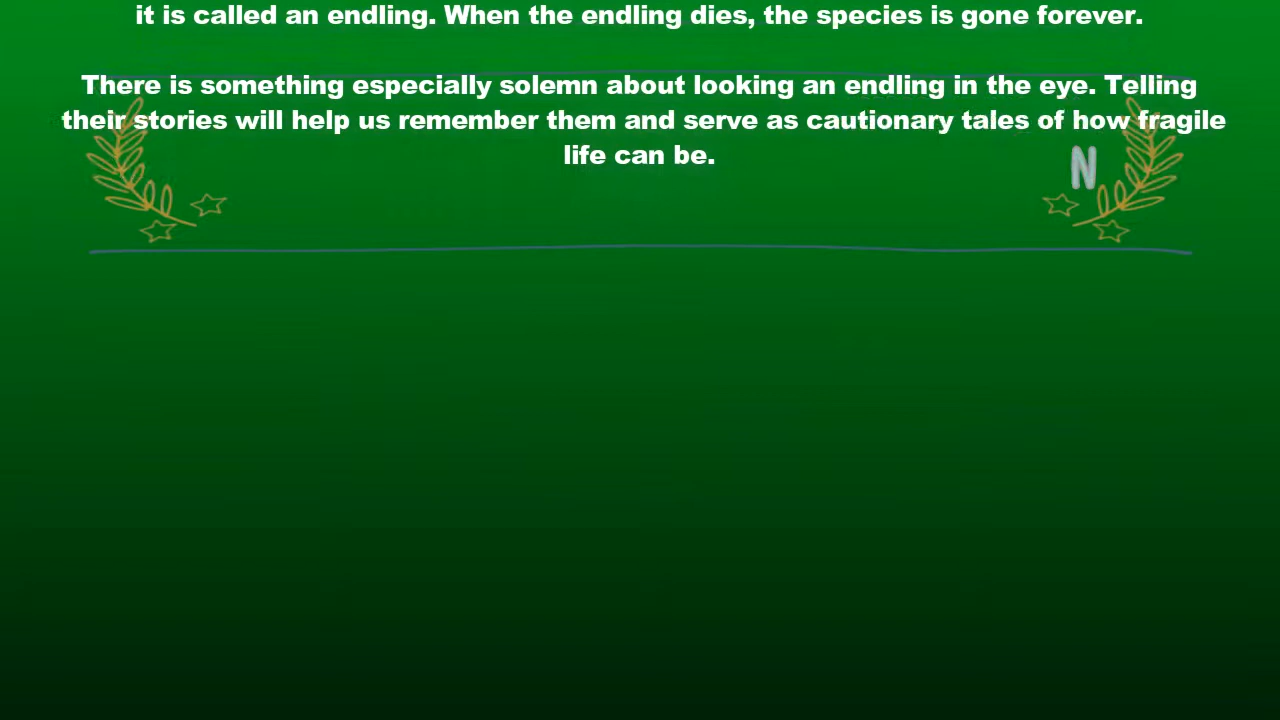 it is called an endling. When the endling dies, the species is gone forever.
There is something especially solemn about looking an endling in the eye. Telling
their stories will help us remember them and serve as cautionary tales of how fragile
life can be.
N